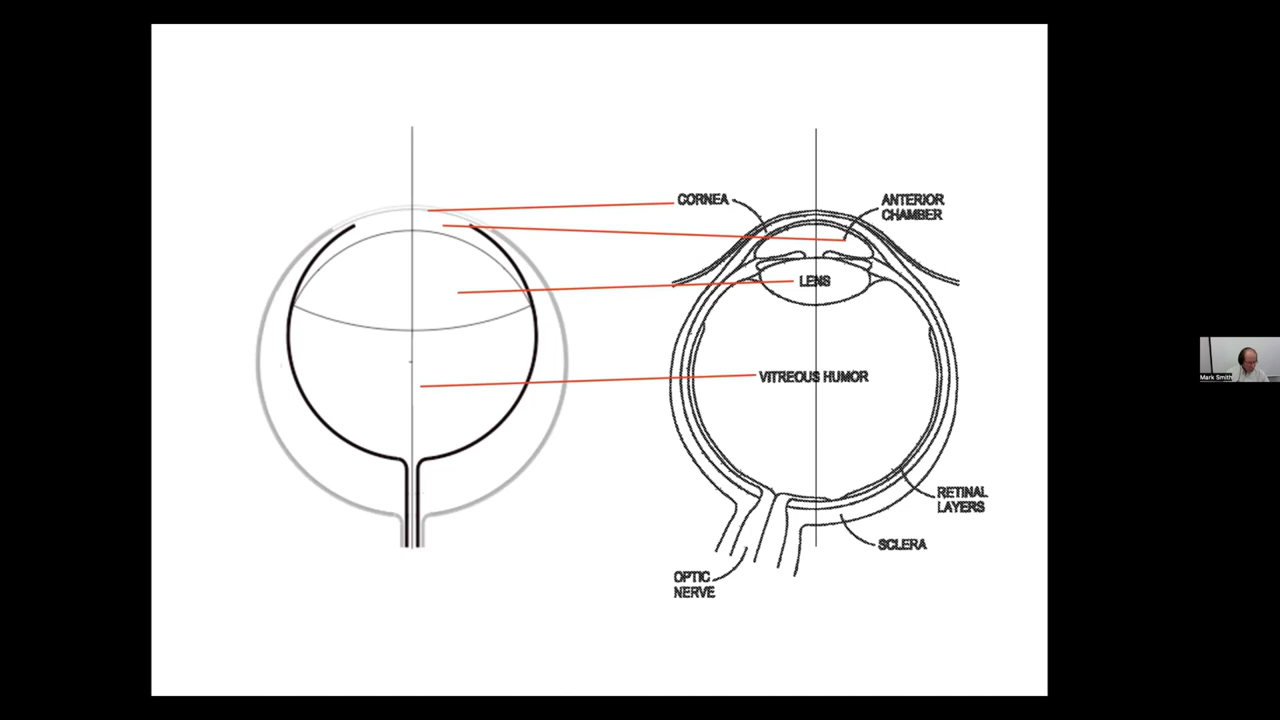 CORNEA
ANTERIOR
CHAMBER
LENS
VITREOUS HUMOR
RETINAL
LAYERS
SCLERA
OPTIC
NERVE
Mark Smith